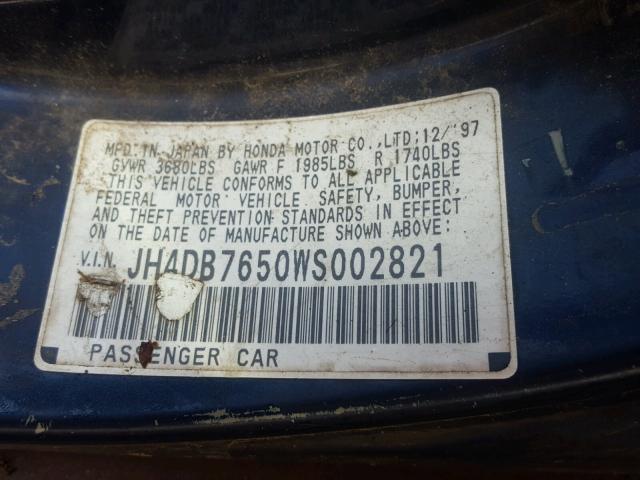 MFD. IN JAPAN BY HONDA MOTOR CO.,LTD;12/'97
GVWR 3680LBS GAWR F 1985LBS R 1740LBS
THIS VEHICLE CONFORMS TO ALL APPLICABLE
FEDERAL MOTOR VEHICLE SAFETY, BUMPER,
AND THEFT PREVENTION STANDARDS IN EFFECT
ON THE DATE OF MANUFACTURE SHOWN ABOVE:
V.I.N. JH4DB7650WS002821
PASSENGER CAR